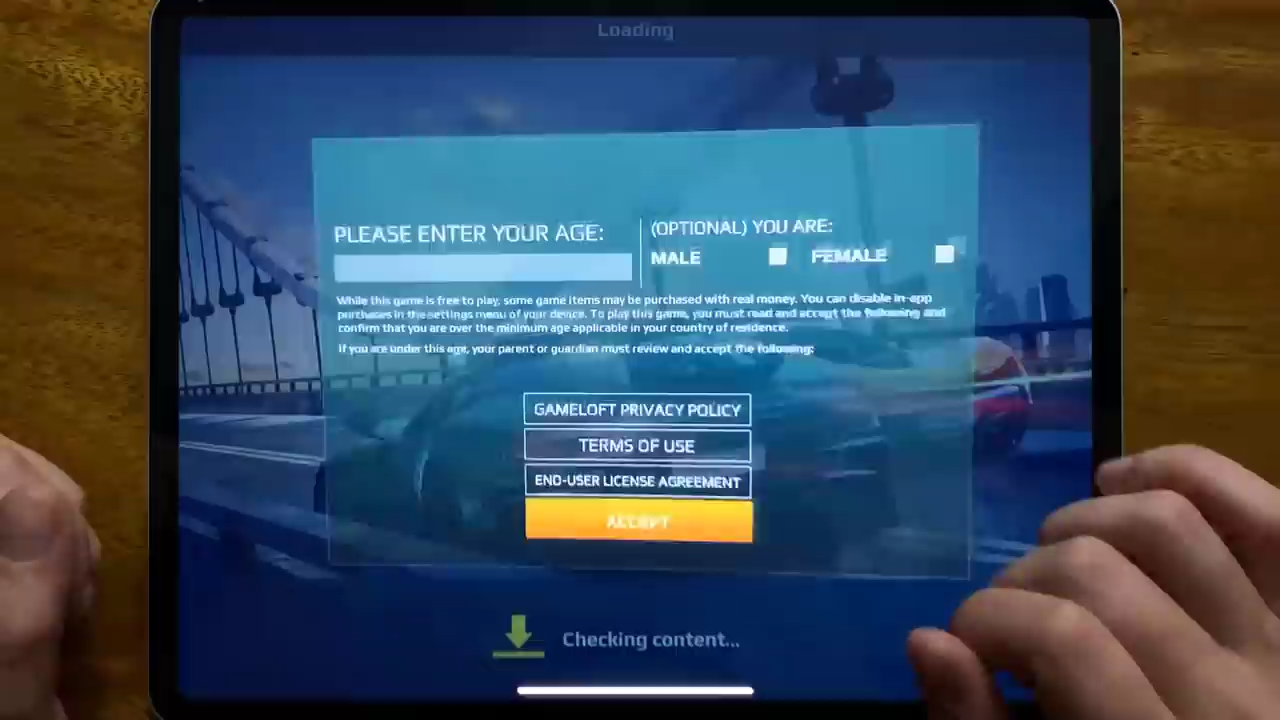 Loading
PLEASE ENTER YOUR AGE:
(OPTIONAL) YOU ARE:
MALE
FEMALE
While this game is free to play, some game items may be purchased with real money. You can disable in-app
purchases in the settings menu of your device. To play this game, you must read and accept the following and
confirm that you are over the minimum age applicable in your country of residence.
If you are under this age, your parent or guardian must review and accept the following:
GAMELOFT PRIVACY POLICY
TERMS OF USE
END-USER LICENSE AGREEMENT
ACCEPT
Checking content...